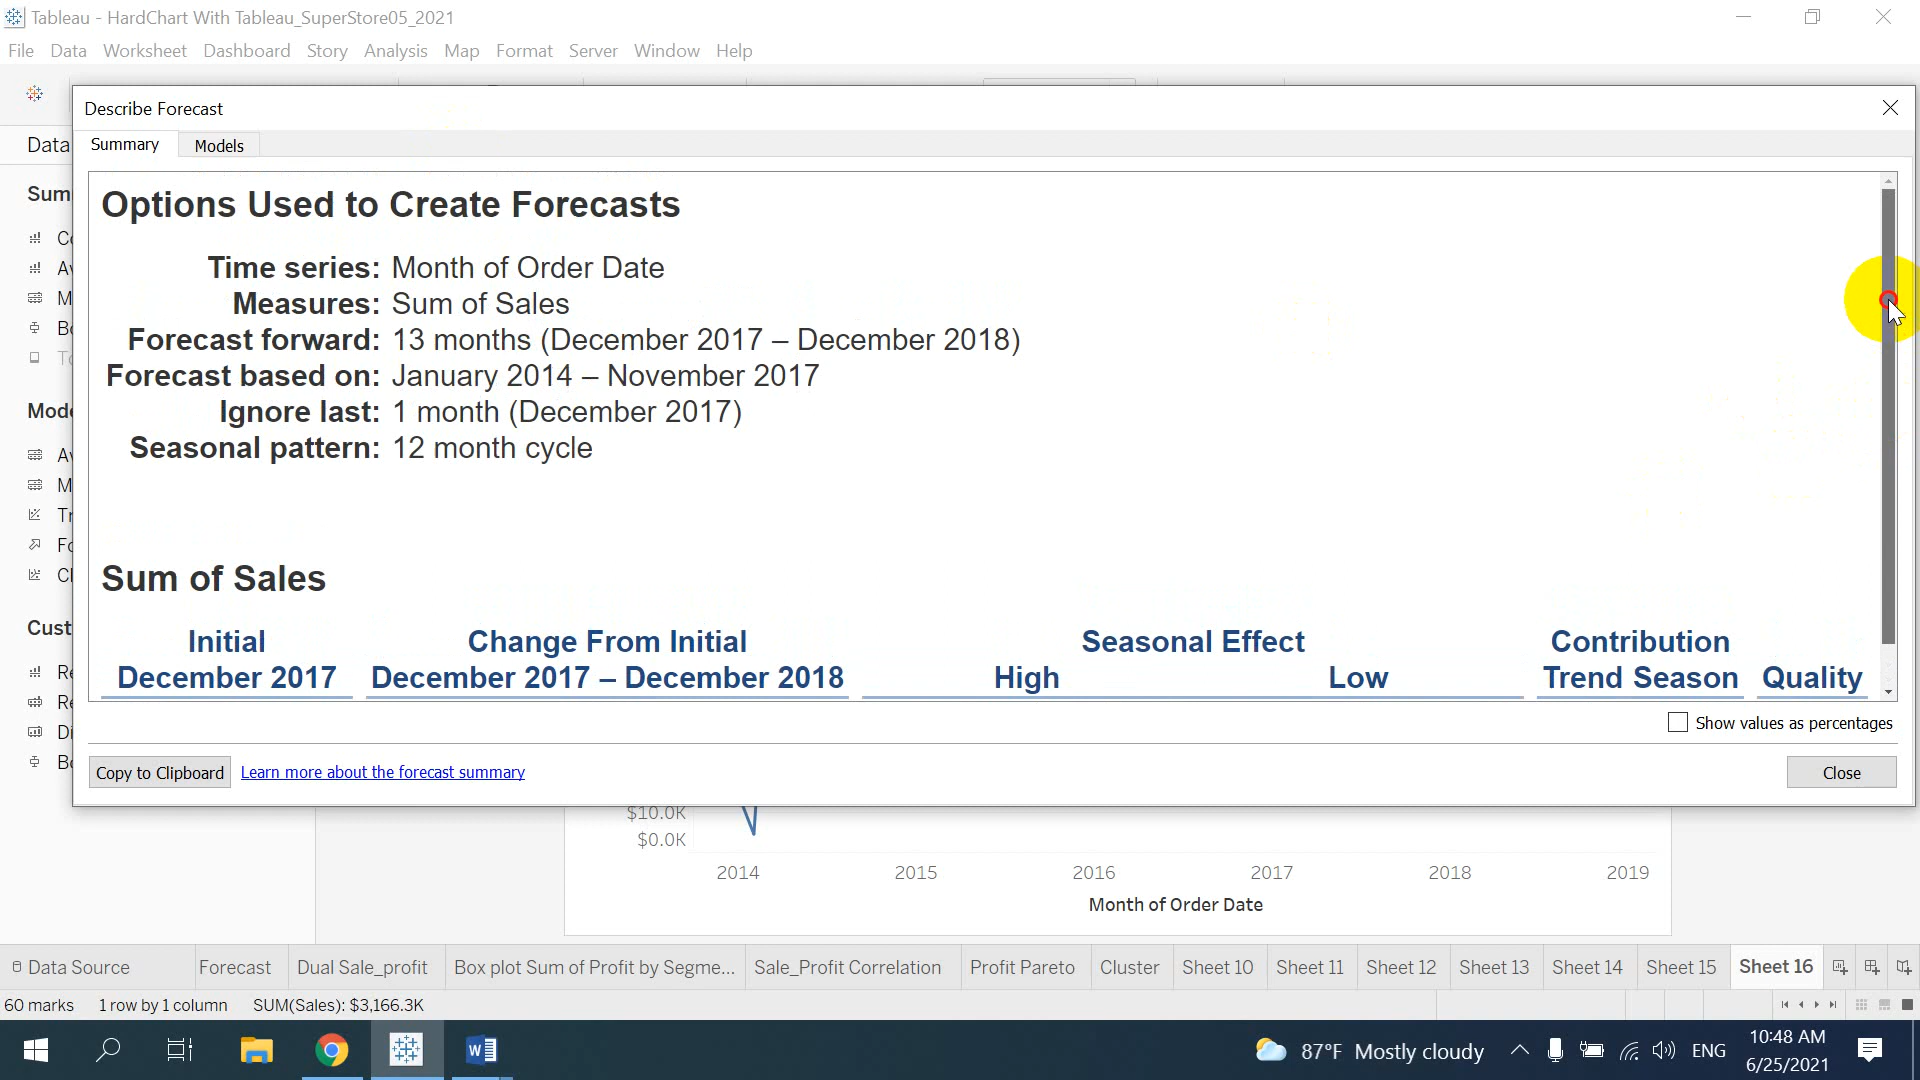 Tableau - HardChart With Tableau_SuperStore05_2021
File Data Worksheet Dashboard Story Analysis Map Format Server Window Help
Describe Forecast
Summary Models
Data
Options Used to Create Forecasts
Time series: Month of Order Date
Measures: Sum of Sales
Forecast forward: 13 months (December 2017 – December 2018)
Forecast based on: January 2014 – November 2017
Ignore last: 1 month (December 2017)
Seasonal pattern: 12 month cycle
Sum of Sales
Initial Change From Initial Seasonal Effect Contribution
December 2017 December 2017 – December 2018 High Low Trend Season Quality
Show values as percentages
Copy to Clipboard Learn more about the forecast summary Close
$10.0K
$0.0K
2014 2015 2016 2017 2018 2019
Month of Order Date
Data Source Forecast Dual Sale_profit Box plot Sum of Profit by Segme... Sale_Profit Correlation Profit Pareto Cluster Sheet 10 Sheet 11 Sheet 12 Sheet 13 Sheet 14 Sheet 15 Sheet 16
60 marks 1 row by 1 column SUM(Sales): $3,166.3K
87°F Mostly cloudy ENG 10:48 AM
6/25/2021